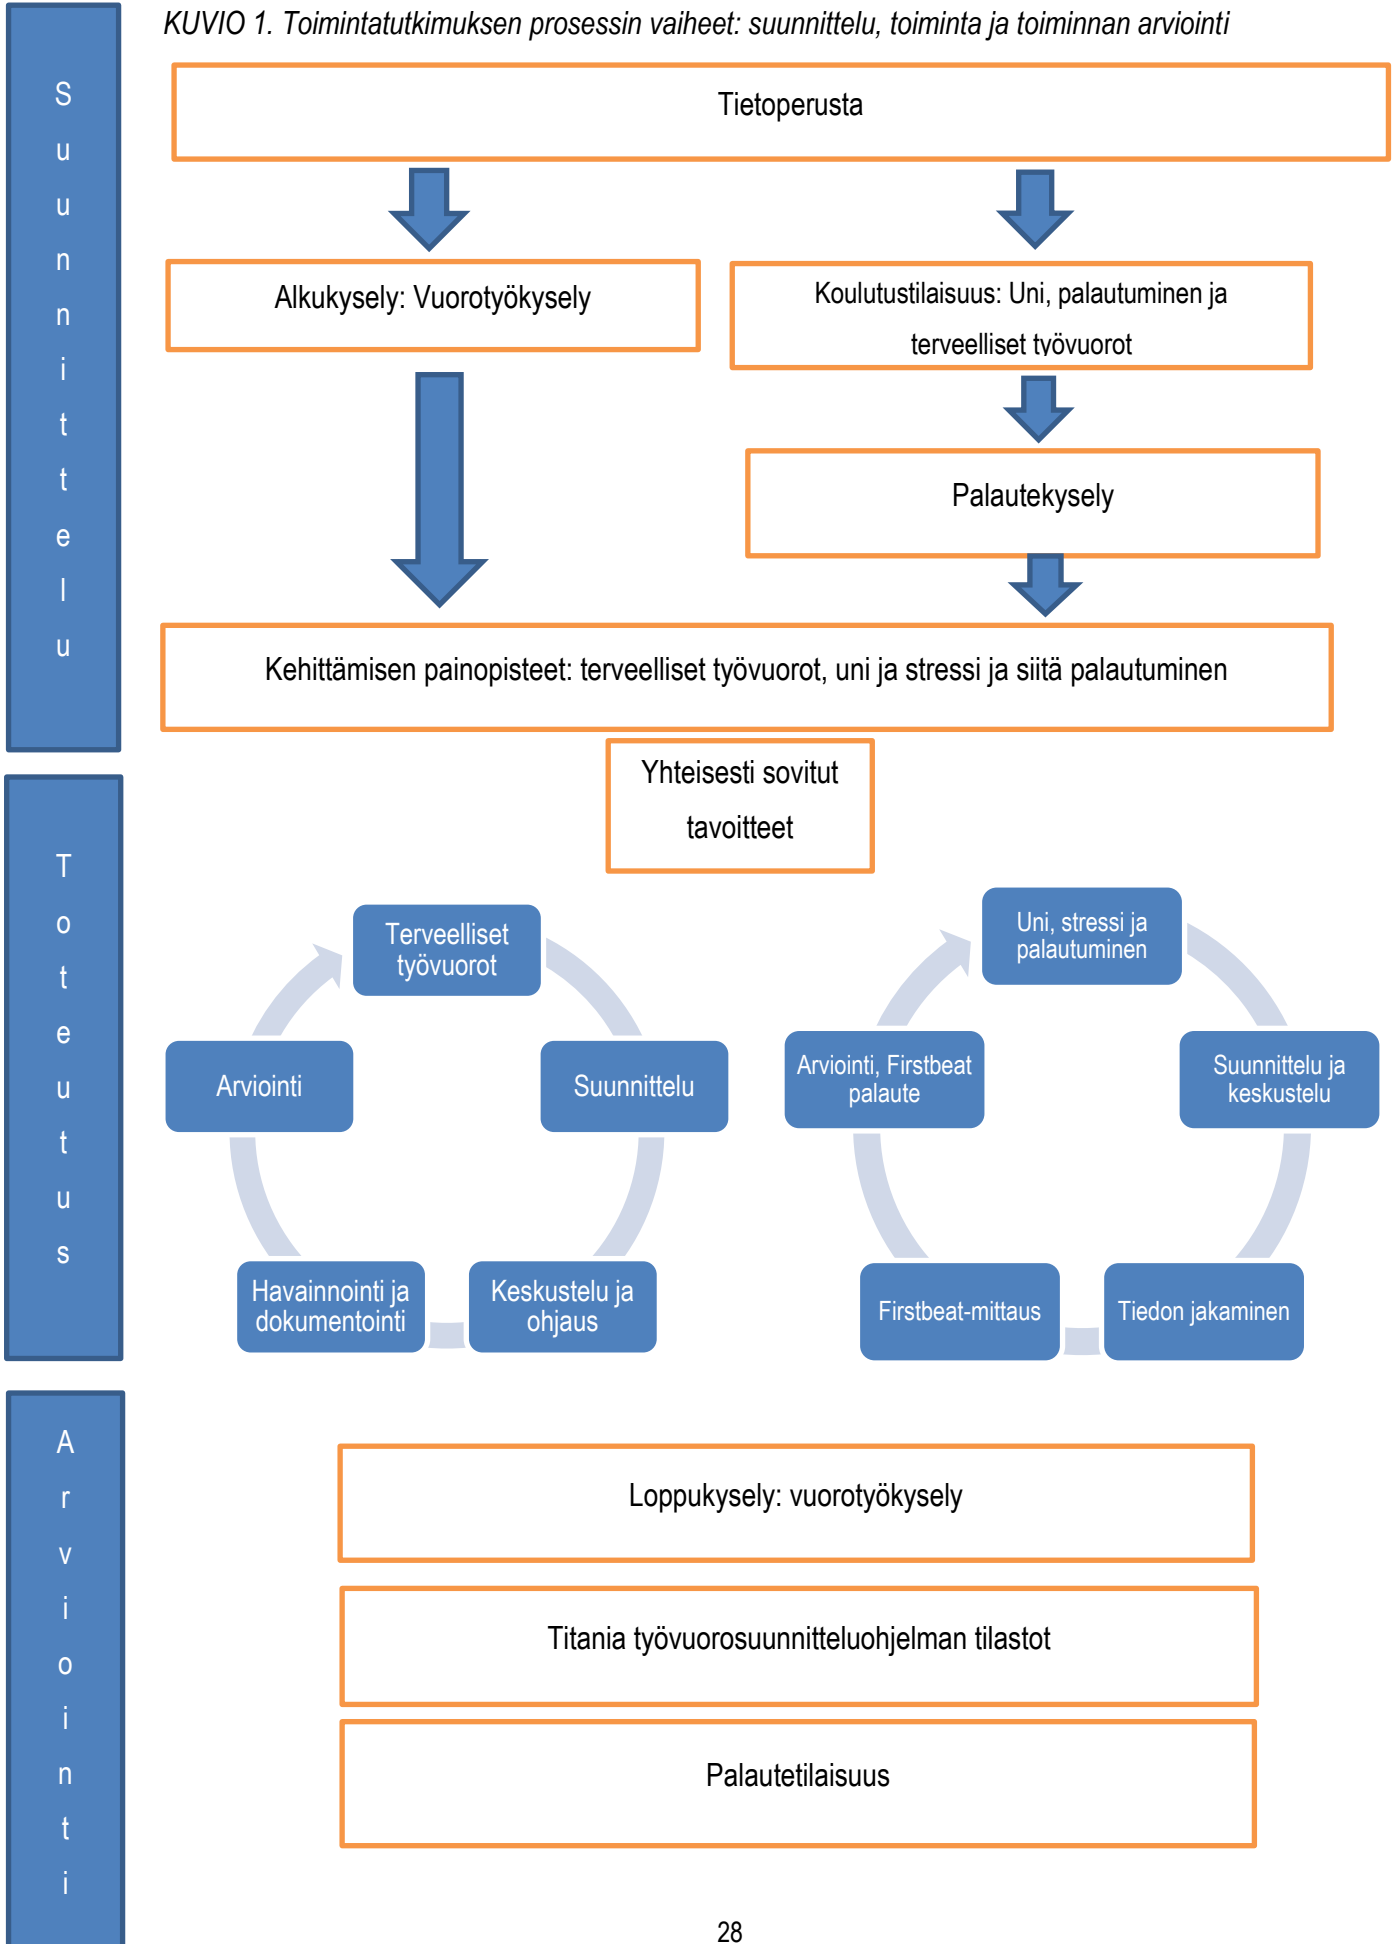 KUVIO 1. Toimintatutkimuksen prosessin vaiheet: suunnittelu, toiminta ja toiminnan arviointi
Suunnittelu
Tietoperusta
Alkukysely: Vuorotyökysely
Koulutustilaisuus: Uni, palautuminen ja
terveelliset työvuorot
Palautekysely
Kehittämisen painopisteet: terveelliset työvuorot, uni ja stressi ja siitä palautuminen
Yhteisesti sovitut
tavoitteet
Toteutus
Terveelliset
työvuorot
Suunnittelu
Keskustelu ja
ohjaus
Havainnointi ja
dokumentointi
Arviointi
Uni, stressi ja
palautuminen
Suunnittelu ja
keskustelu
Tiedon jakaminen
Firstbeat-mittaus
Arviointi, Firstbeat
palaute
Arviointi
Loppukysely: vuorotyökysely
Titania työvuorosuunnitteluohjelman tilastot
Palautetilaisuus
28